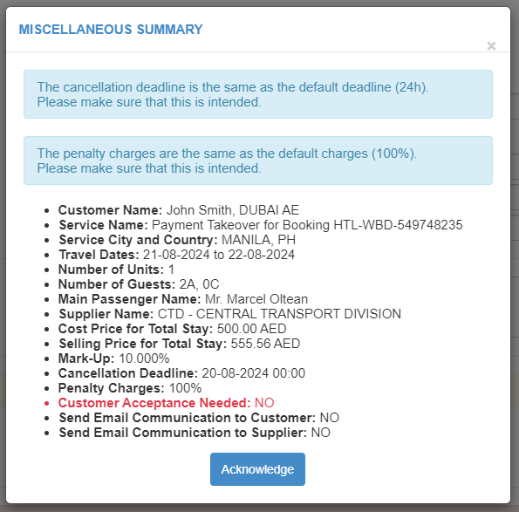 MISCELLANEOUS SUMMARY
×
The cancellation deadline is the same as the default deadline (24h).
Please make sure that this is intended.
The penalty charges are the same as the default charges (100%).
Please make sure that this is intended.
• Customer Name: John Smith, DUBAI AE
• Service Name: Payment Takeover for Booking HTL-WBD-549748235
• Service City and Country: MANILA, PH
• Travel Dates: 21-08-2024 to 22-08-2024
• Number of Units: 1
• Number of Guests: 2A, 0C
• Main Passenger Name: Mr. Marcel Oltean
• Supplier Name: CTD - CENTRAL TRANSPORT DIVISION
• Cost Price for Total Stay: 500.00 AED
• Selling Price for Total Stay: 555.56 AED
• Mark-Up: 10.000%
• Cancellation Deadline: 20-08-2024 00:00
• Penalty Charges: 100%
• Customer Acceptance Needed: NO
• Send Email Communication to Customer: NO
• Send Email Communication to Supplier: NO
Acknowledge